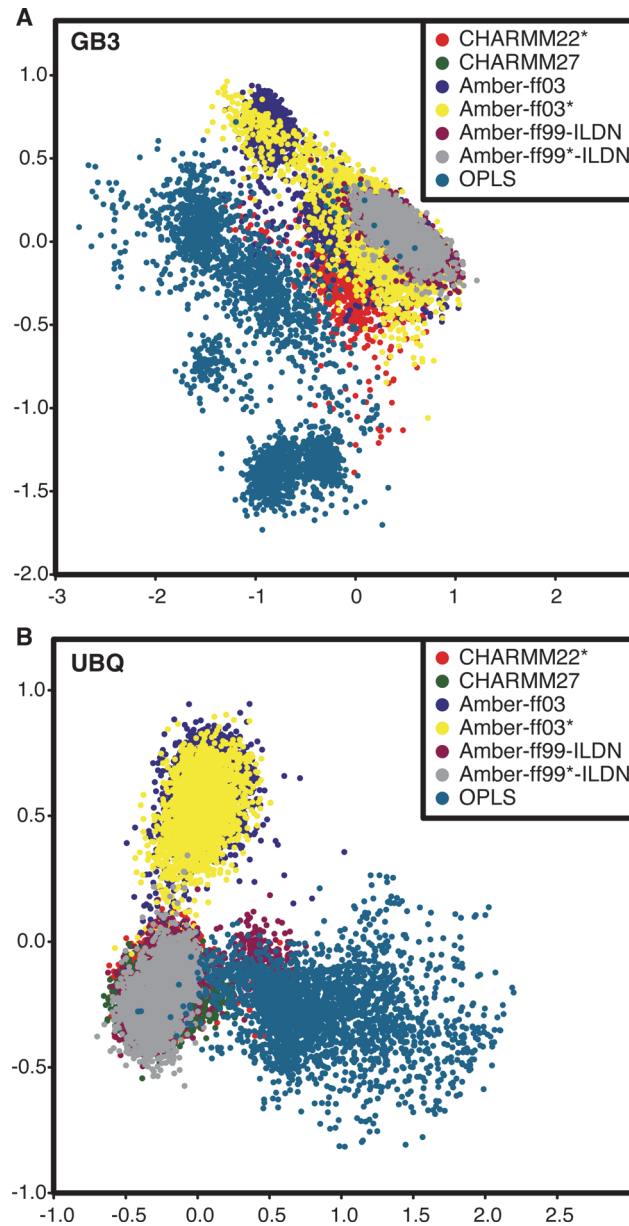 A
GB3
CHARMM22*
CHARMM27
Amber-ff03
Amber-ff03*
Amber-ff99-ILDN
Amber-ff99*-ILDN
OPLS
1.0
0.5
0.0
-0.5
-1.0
-1.5
-2.0
-3 -2 -1 0 1 2
B
UBQ
CHARMM22*
CHARMM27
Amber-ff03
Amber-ff03*
Amber-ff99-ILDN
Amber-ff99*-ILDN
OPLS
1.0
0.5
0.0
-0.5
-1.0
-1.0 -0.5 0.0 0.5 1.0 1.5 2.0 2.5